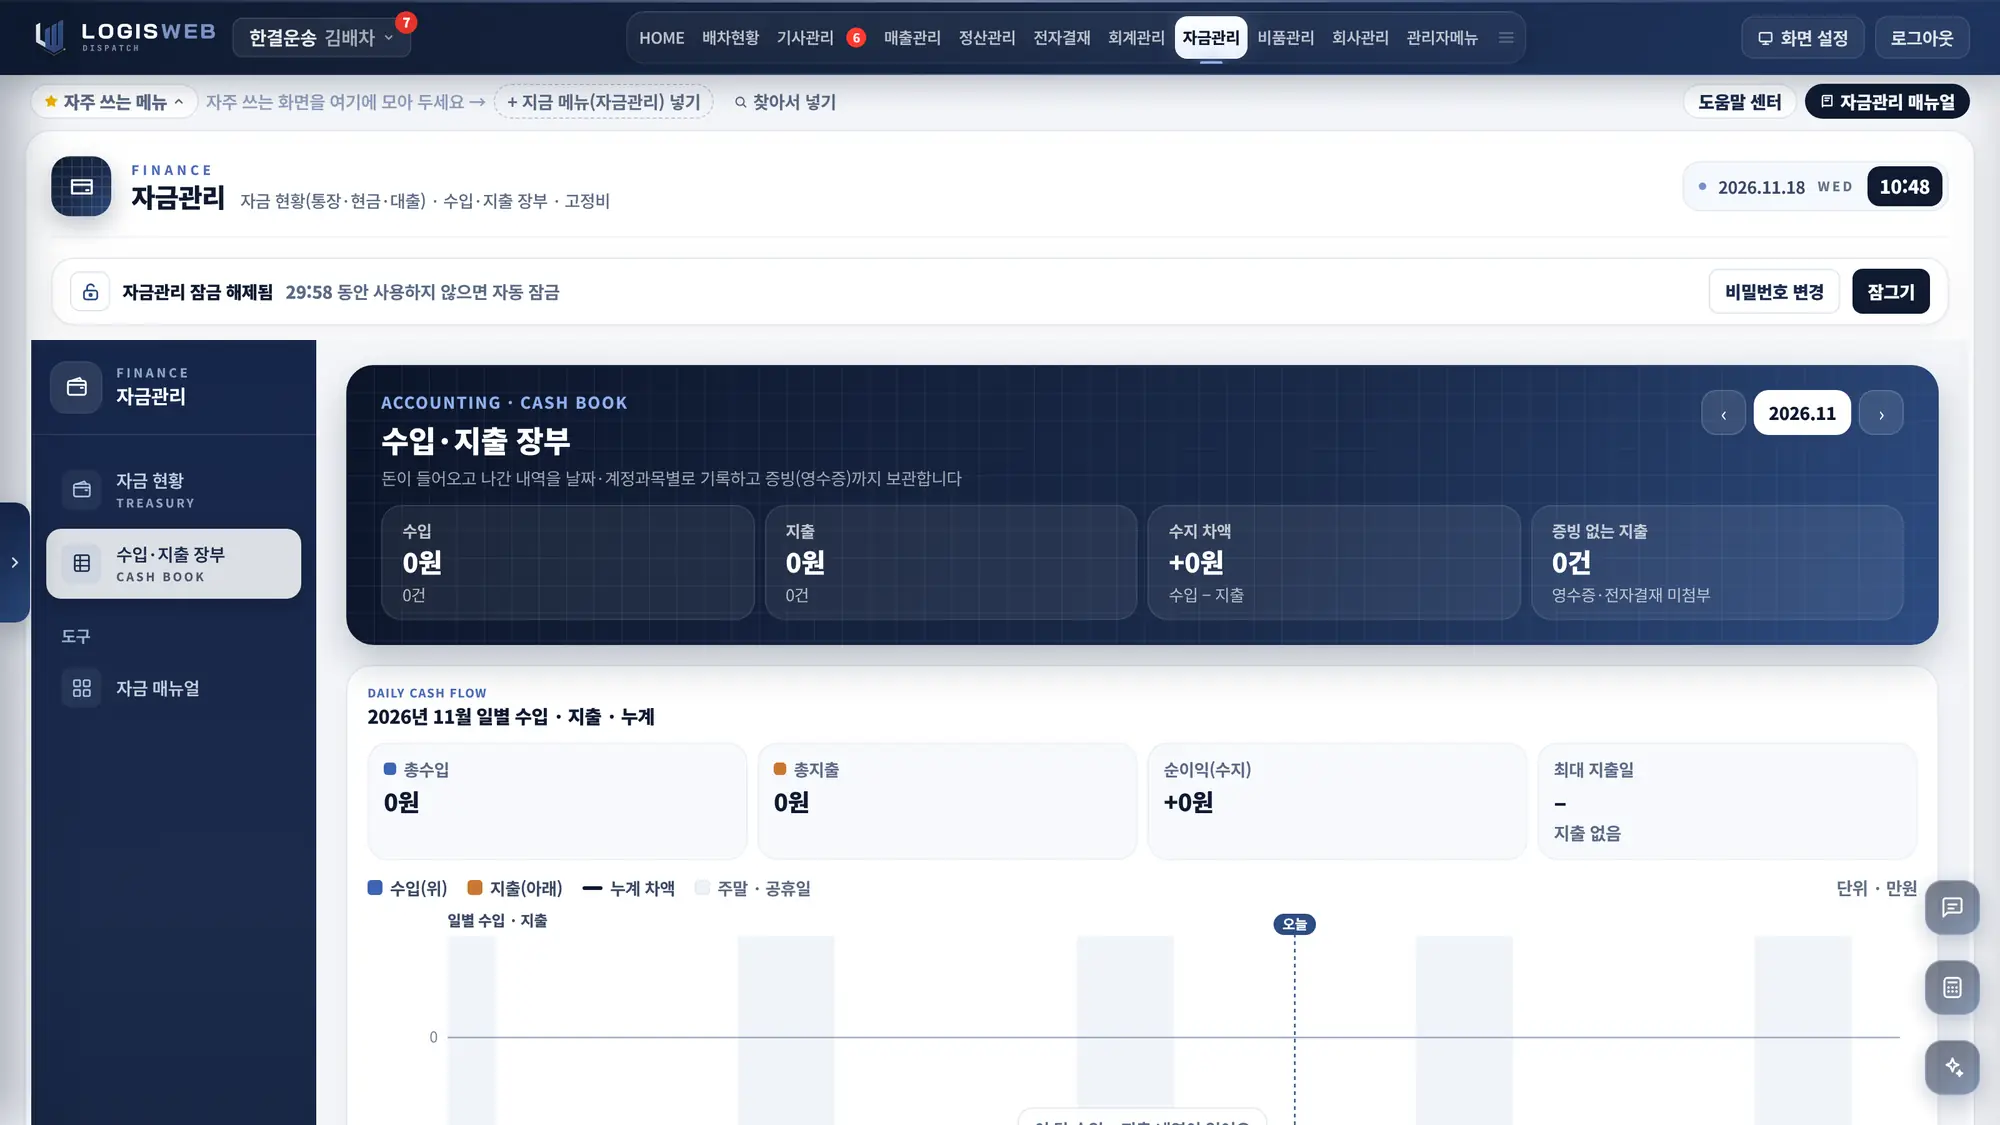 LOGISWEB
DISPATCH
한결운송 김배차
7
HOME 배차현황 기사관리 6 매출관리 정산관리 전자결재 회계관리 자금관리 비품관리 회사관리 관리자메뉴
화면 설정
로그아웃
자주 쓰는 메뉴
자주 쓰는 화면을 여기에 모아 두세요 →
+ 지금 메뉴(자금관리) 넣기
찾아서 넣기
도움말 센터
자금관리 매뉴얼
FINANCE
자금관리
자금 현황(통장·현금·대출) · 수입·지출 장부 · 고정비
2026.11.18 WED 10:48
자금관리 잠금 해제됨 29:58 동안 사용하지 않으면 자동 잠금
비밀번호 변경
잠그기
FINANCE
자금관리
자금 현황
TREASURY
수입·지출 장부
CASH BOOK
도구
자금 매뉴얼
ACCOUNTING · CASH BOOK
수입·지출 장부
돈이 들어오고 나간 내역을 날짜·계정과목별로 기록하고 증빙(영수증)까지 보관합니다
‹ 2026.11 ›
수입
0원
0건
지출
0원
0건
수지 차액
+0원
수입 − 지출
증빙 없는 지출
0건
영수증·전자결재 미첨부
DAILY CASH FLOW
2026년 11월 일별 수입 · 지출 · 누계
총수입
0원
총지출
0원
순이익(수지)
+0원
최대 지출일
–
지출 없음
수입(위) 지출(아래) 누계 차액 주말 · 공휴일
단위 · 만원
일별 수입 · 지출
오늘
0